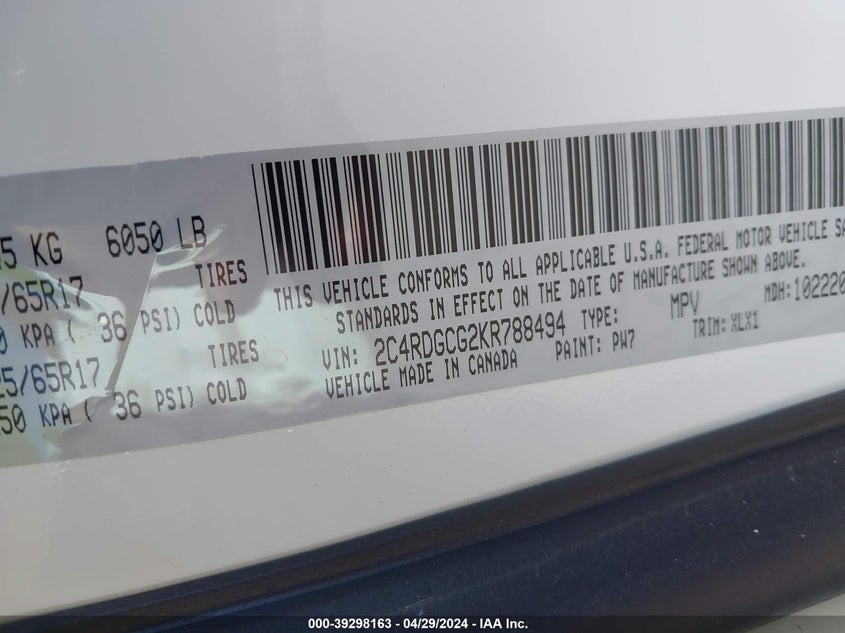 15 KG 6050 LB
/65R17 TIRES
0 KPA ( 36 PSI) COLD
25/65R17 TIRES
50 KPA ( 36 PSI) COLD
THIS VEHICLE CONFORMS TO ALL APPLICABLE U.S.A. FEDERAL MOTOR VEHICLE SA
STANDARDS IN EFFECT ON THE DATE OF MANUFACTURE SHOWN ABOVE.
VIN: 2C4RDGCG2KR788494 TYPE: MPV MDH: 102220
VEHICLE MADE IN CANADA PAINT: PW7 TRIM: XLX1
000-39298163 - 04/29/2024 - IAA Inc.